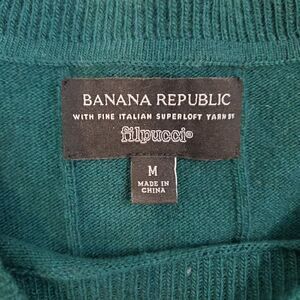 BANANA REPUBLIC
WITH FINE ITALIAN SUPERLOFT YARN BY
filpucci®
M
MADE IN
CHINA